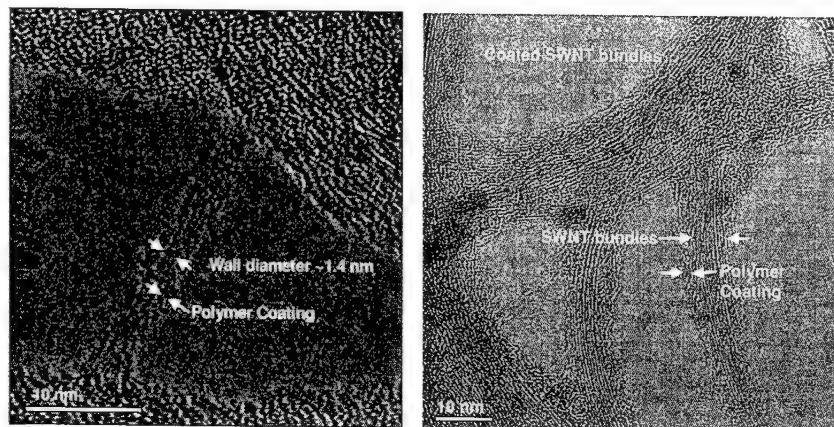 Wall diameter ~1.4 nm
Polymer Coating
10 nm
Coated SWNT bundles
SWNT bundles
Polymer
Coating
10 nm